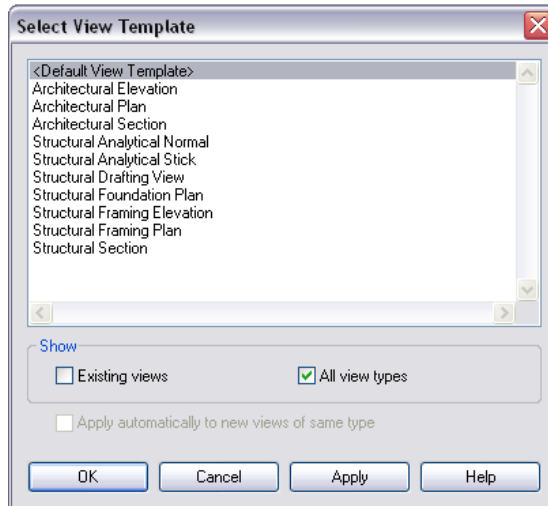 Select View Template
<Default View Template>
Architectural Elevation
Architectural Plan
Architectural Section
Structural Analytical Normal
Structural Analytical Stick
Structural Drafting View
Structural Foundation Plan
Structural Framing Elevation
Structural Framing Plan
Structural Section
Show
Existing views All view types
Apply automatically to new views of same type
OK Cancel Apply Help